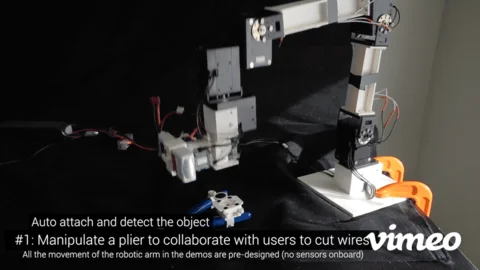 Auto attach and detect the object
#1: Manipulate a plier to collaborate with users to cut wires
All the movement of the robotic arm in the demos are pre-designed (no sensors onboard)
vimeo